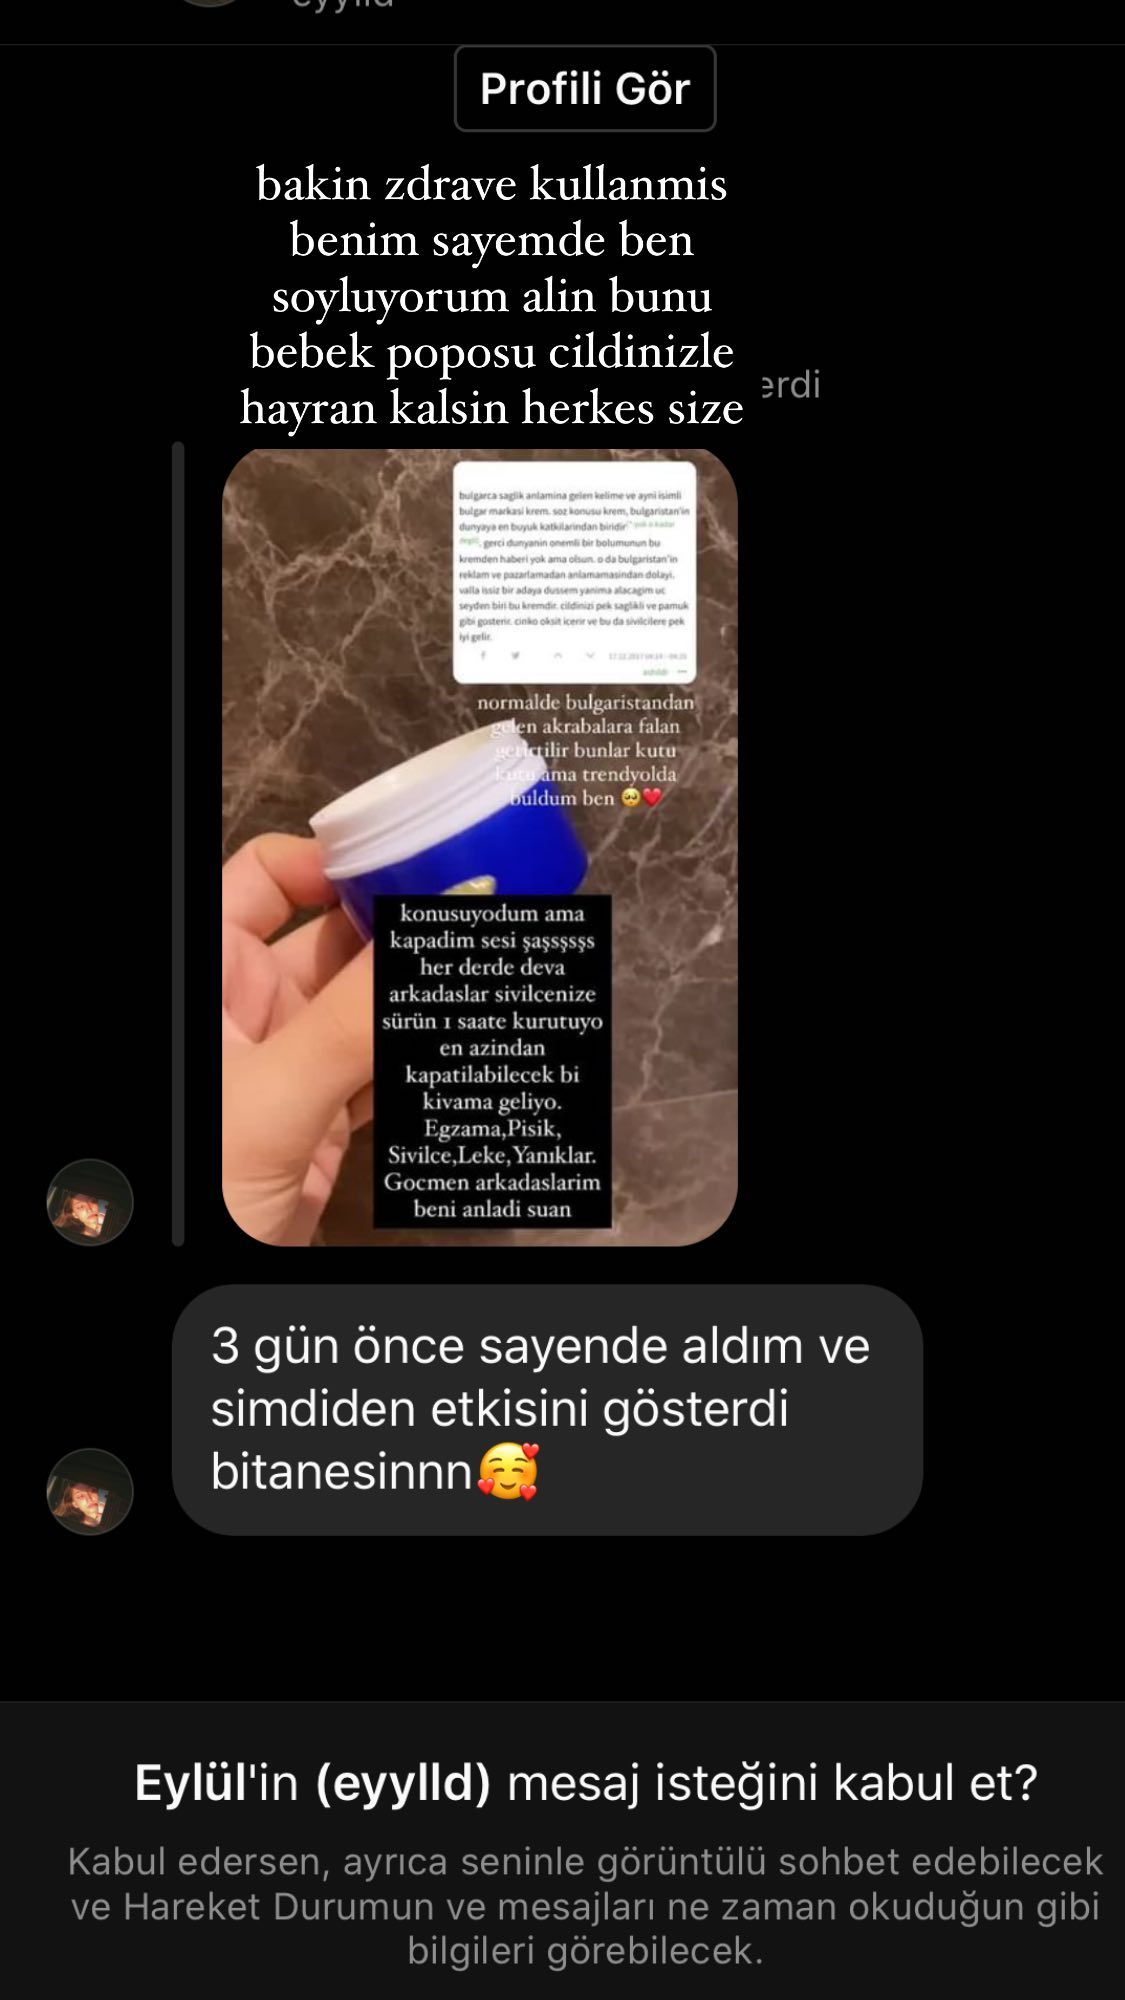 Profili Gör
bakin zdrave kullanmis
benim sayemde ben
soyluyorum alin bunu
bebek poposu cildinizle
hayran kalsin herkes size
erdi
bulgarca saglik anlamina gelen kelime ve ayni isimli
bulgar markasi krem. soz konusu krem, bulgaristan'in
dunyaya en buyuk katkilarindan biridir(* yok o kadar
degil), gerci dunyanin onemli bir bolumunun bu
kremden haberi yok ama olsun. o da bulgaristan'in
reklam ve pazarlamadan anlamamasindan dolayi.
valla issiz bir adaya dussem yanima alacagim uc
seyden biri bu kremdir. cildinizi pek saglikli ve pamuk
gibi gosterir. cinko oksit icerir ve bu da sivilcilere pek
iyi gelir.
normalde bulgaristandan
gelen akrabalara falan
getirtilir bunlar kutu
kutu ama trendyolda
buldum ben 🥺❤️
konusuyodum ama
kapadim sesi şaşşşşşs
her derde deva
arkadaslar sivilcenize
sürün 1 saate kurutuyo
en azindan
kapatilabilecek bi
kivama geliyo.
Egzama,Pisik,
Sivilce,Leke,Yanıklar.
Gocmen arkadaslarim
beni anladi suan
3 gün önce sayende aldım ve
simdiden etkisini gösterdi
bitanesinnn🥰
Eylül'in (eyylld) mesaj isteğini kabul et?
Kabul edersen, ayrıca seninle görüntülü sohbet edebilecek
ve Hareket Durumun ve mesajları ne zaman okuduğun gibi
bilgileri görebilecek.